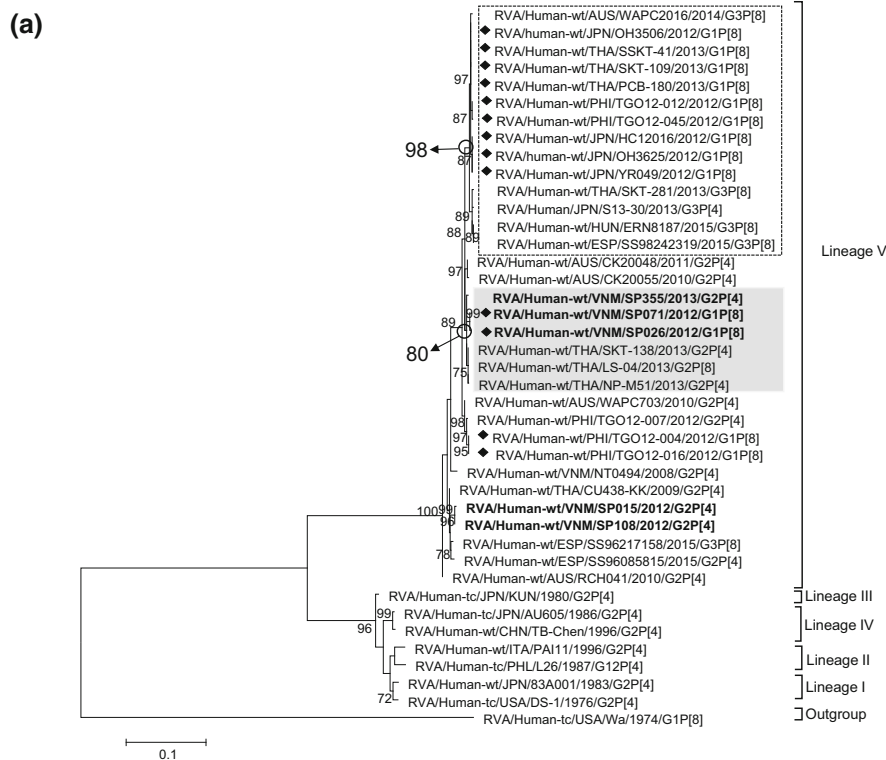 (a)
RVA/Human-wt/AUS/WAPC2016/2014/G3P[8]
RVA/human-wt/JPN/OH3506/2012/G1P[8]
RVA/Human-wt/THA/SSKT-41/2013/G1P[8]
RVA/Human-wt/THA/SKT-109/2013/G1P[8]
97
RVA/Human-wt/THA/PCB-180/2013/G1P[8]
RVA/Human-wt/PHI/TGO12-012/2012/G1P[8]
87
RVA/Human-wt/PHI/TGO12-045/2012/G1P[8]
RVA/Human-wt/JPN/HC12016/2012/G1P[8]
98
87
RVA/human-wt/JPN/OH3625/2012/G1P[8]
RVA/Human-wt/JPN/YR049/2012/G1P[8]
RVA/Human-wt/THA/SKT-281/2013/G3P[8]
89
RVA/Human/JPN/S13-30/2013/G3P[4]
88
RVA/Human-wt/HUN/ERN8187/2015/G3P[8]
89
RVA/Human-wt/ESP/SS98242319/2015/G3P[8]
Lineage V
RVA/Human-wt/AUS/CK20048/2011/G2P[4]
97
RVA/Human-wt/AUS/CK20055/2010/G2P[4]
RVA/Human-wt/VNM/SP355/2013/G2P[4]
99
RVA/Human-wt/VNM/SP071/2012/G1P[8]
89
RVA/Human-wt/VNM/SP026/2012/G1P[8]
80
RVA/Human-wt/THA/SKT-138/2013/G2P[4]
RVA/Human-wt/THA/LS-04/2013/G2P[8]
75
RVA/Human-wt/THA/NP-M51/2013/G2P[4]
RVA/Human-wt/AUS/WAPC703/2010/G2P[4]
98
RVA/Human-wt/PHI/TGO12-007/2012/G2P[4]
97
RVA/Human-wt/PHI/TGO12-004/2012/G1P[8]
95
RVA/Human-wt/PHI/TGO12-016/2012/G1P[8]
RVA/Human-wt/VNM/NT0494/2008/G2P[4]
RVA/Human-wt/THA/CU438-KK/2009/G2P[4]
100
99
RVA/Human-wt/VNM/SP015/2012/G2P[4]
96
RVA/Human-wt/VNM/SP108/2012/G2P[4]
RVA/Human-wt/ESP/SS96217158/2015/G3P[8]
78
RVA/Human-wt/ESP/SS96085815/2015/G2P[4]
RVA/Human-wt/AUS/RCH041/2010/G2P[4]
RVA/Human-tc/JPN/KUN/1980/G2P[4]
Lineage III
99
RVA/Human-tc/JPN/AU605/1986/G2P[4]
96
RVA/Human-wt/CHN/TB-Chen/1996/G2P[4]
Lineage IV
RVA/Human-wt/ITA/PAI11/1996/G2P[4]
RVA/Human-tc/PHL/L26/1987/G12P[4]
Lineage II
RVA/Human-wt/JPN/83A001/1983/G2P[4]
72
RVA/Human-tc/USA/DS-1/1976/G2P[4]
Lineage I
RVA/Human-tc/USA/Wa/1974/G1P[8]
Outgroup
0.1